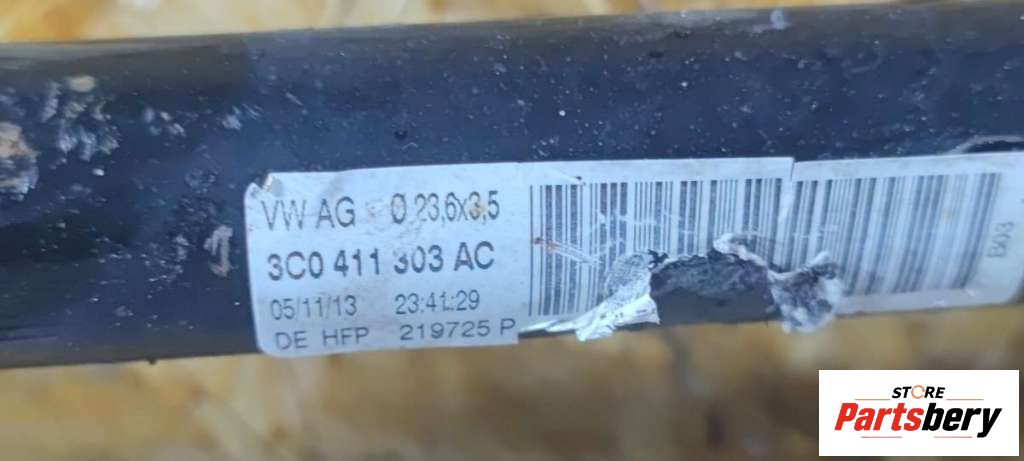 VW AG Ø 23,6x3,5
3C0 411 303 AC
05/11/13 23:41:29
DE HFP 219725 P
B03
STORE
Partsbery